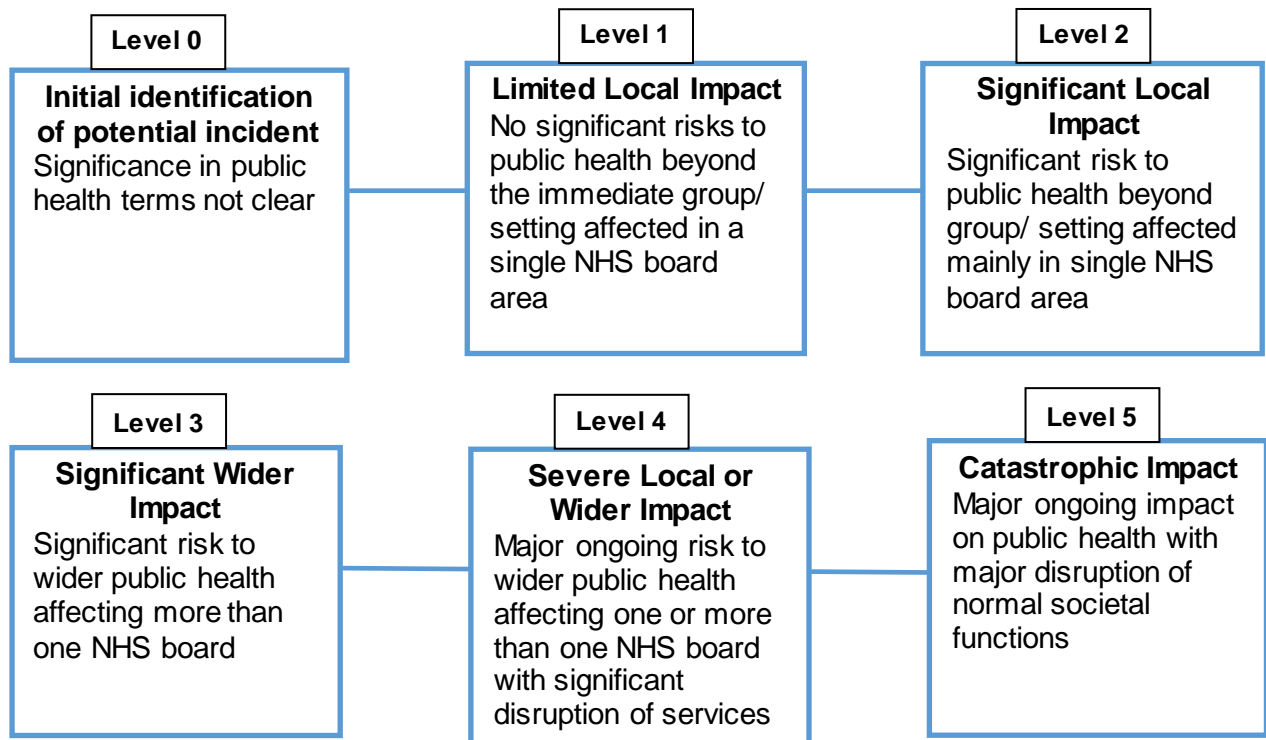 Level 0
Initial identification
of potential incident
Significance in public
health terms not clear
Level 1
Limited Local Impact
No significant risks to
public health beyond
the immediate group/
setting affected in a
single NHS board
area
Level 2
Significant Local
Impact
Significant risk to
public health beyond
group/ setting affected
mainly in single NHS
board area
Level 3
Significant Wider
Impact
Significant risk to
wider public health
affecting more than
one NHS board
Level 4
Severe Local or
Wider Impact
Major ongoing risk to
wider public health
affecting one or more
than one NHS board
with significant
disruption of services
Level 5
Catastrophic Impact
Major ongoing impact
on public health with
major disruption of
normal societal
functions